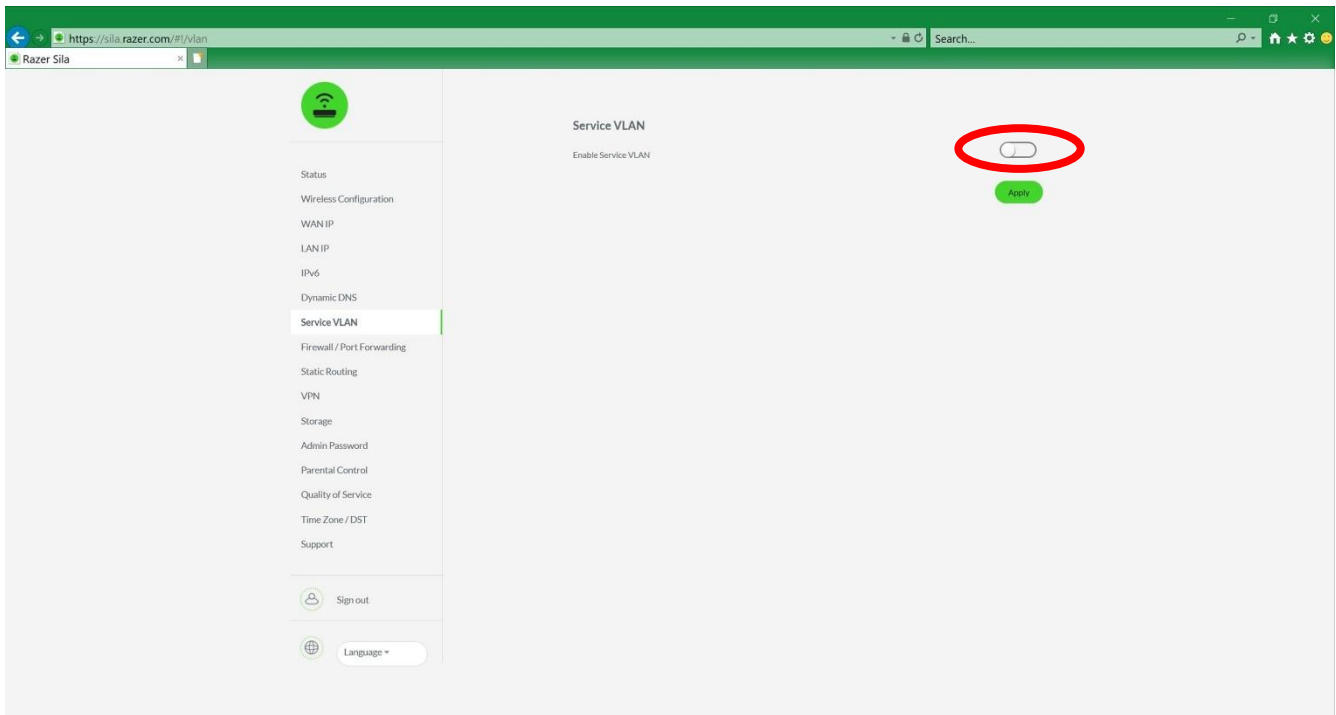 https://sila.razer.com/#!/vlan
Search...
Razer Sila
Service VLAN
Enable Service VLAN
Apply
Status
Wireless Configuration
WAN IP
LAN IP
IPv6
Dynamic DNS
Service VLAN
Firewall / Port Forwarding
Static Routing
VPN
Storage
Admin Password
Parental Control
Quality of Service
Time Zone / DST
Support
Sign out
Language